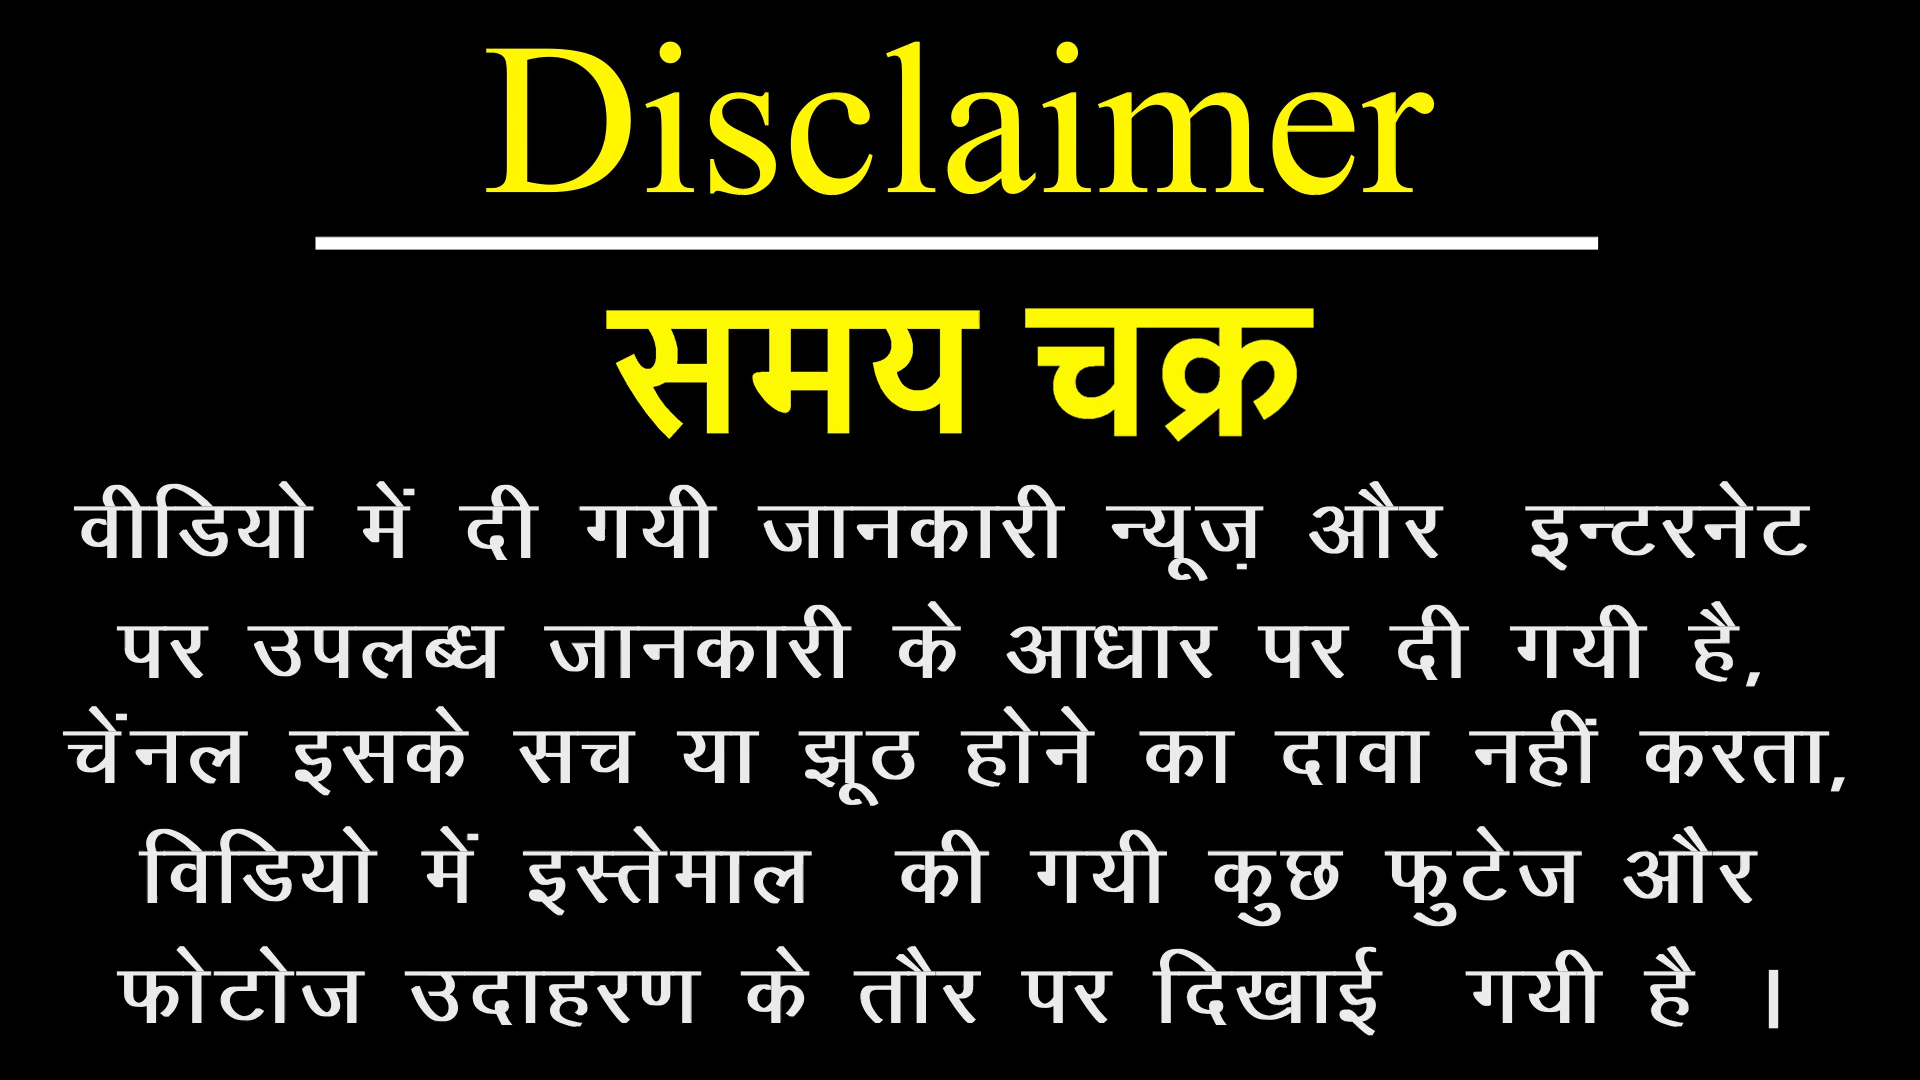 Disclaimer
समय चक्र
वीडियो में दी गयी जानकारी न्यूज़ और इन्टरनेट
पर उपलब्ध जानकारी के आधार पर दी गयी है,
चेंनल इसके सच या झूठ होने का दावा नहीं करता,
विडियो में इस्तेमाल की गयी कुछ फुटेज और
फोटोज उदाहरण के तौर पर दिखाई गयी है ।